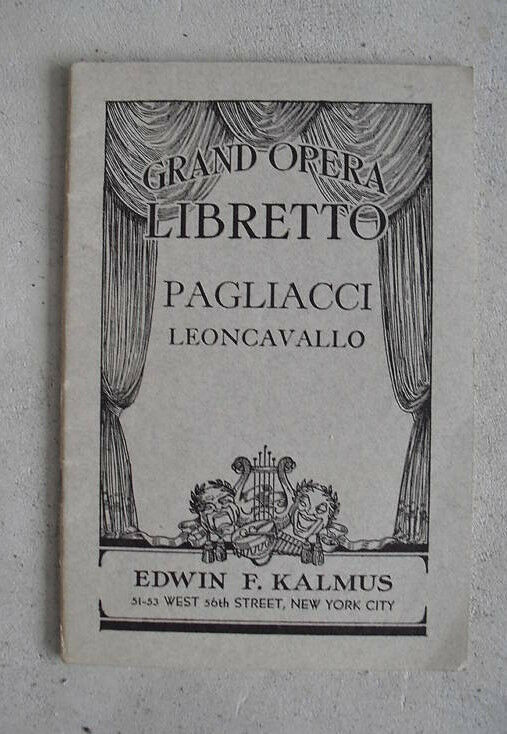 GRAND OPERA
LIBRETTO
PAGLIACCI
LEONCAVALLO
EDWIN F. KALMUS
51-53 WEST 56th STREET, NEW YORK CITY